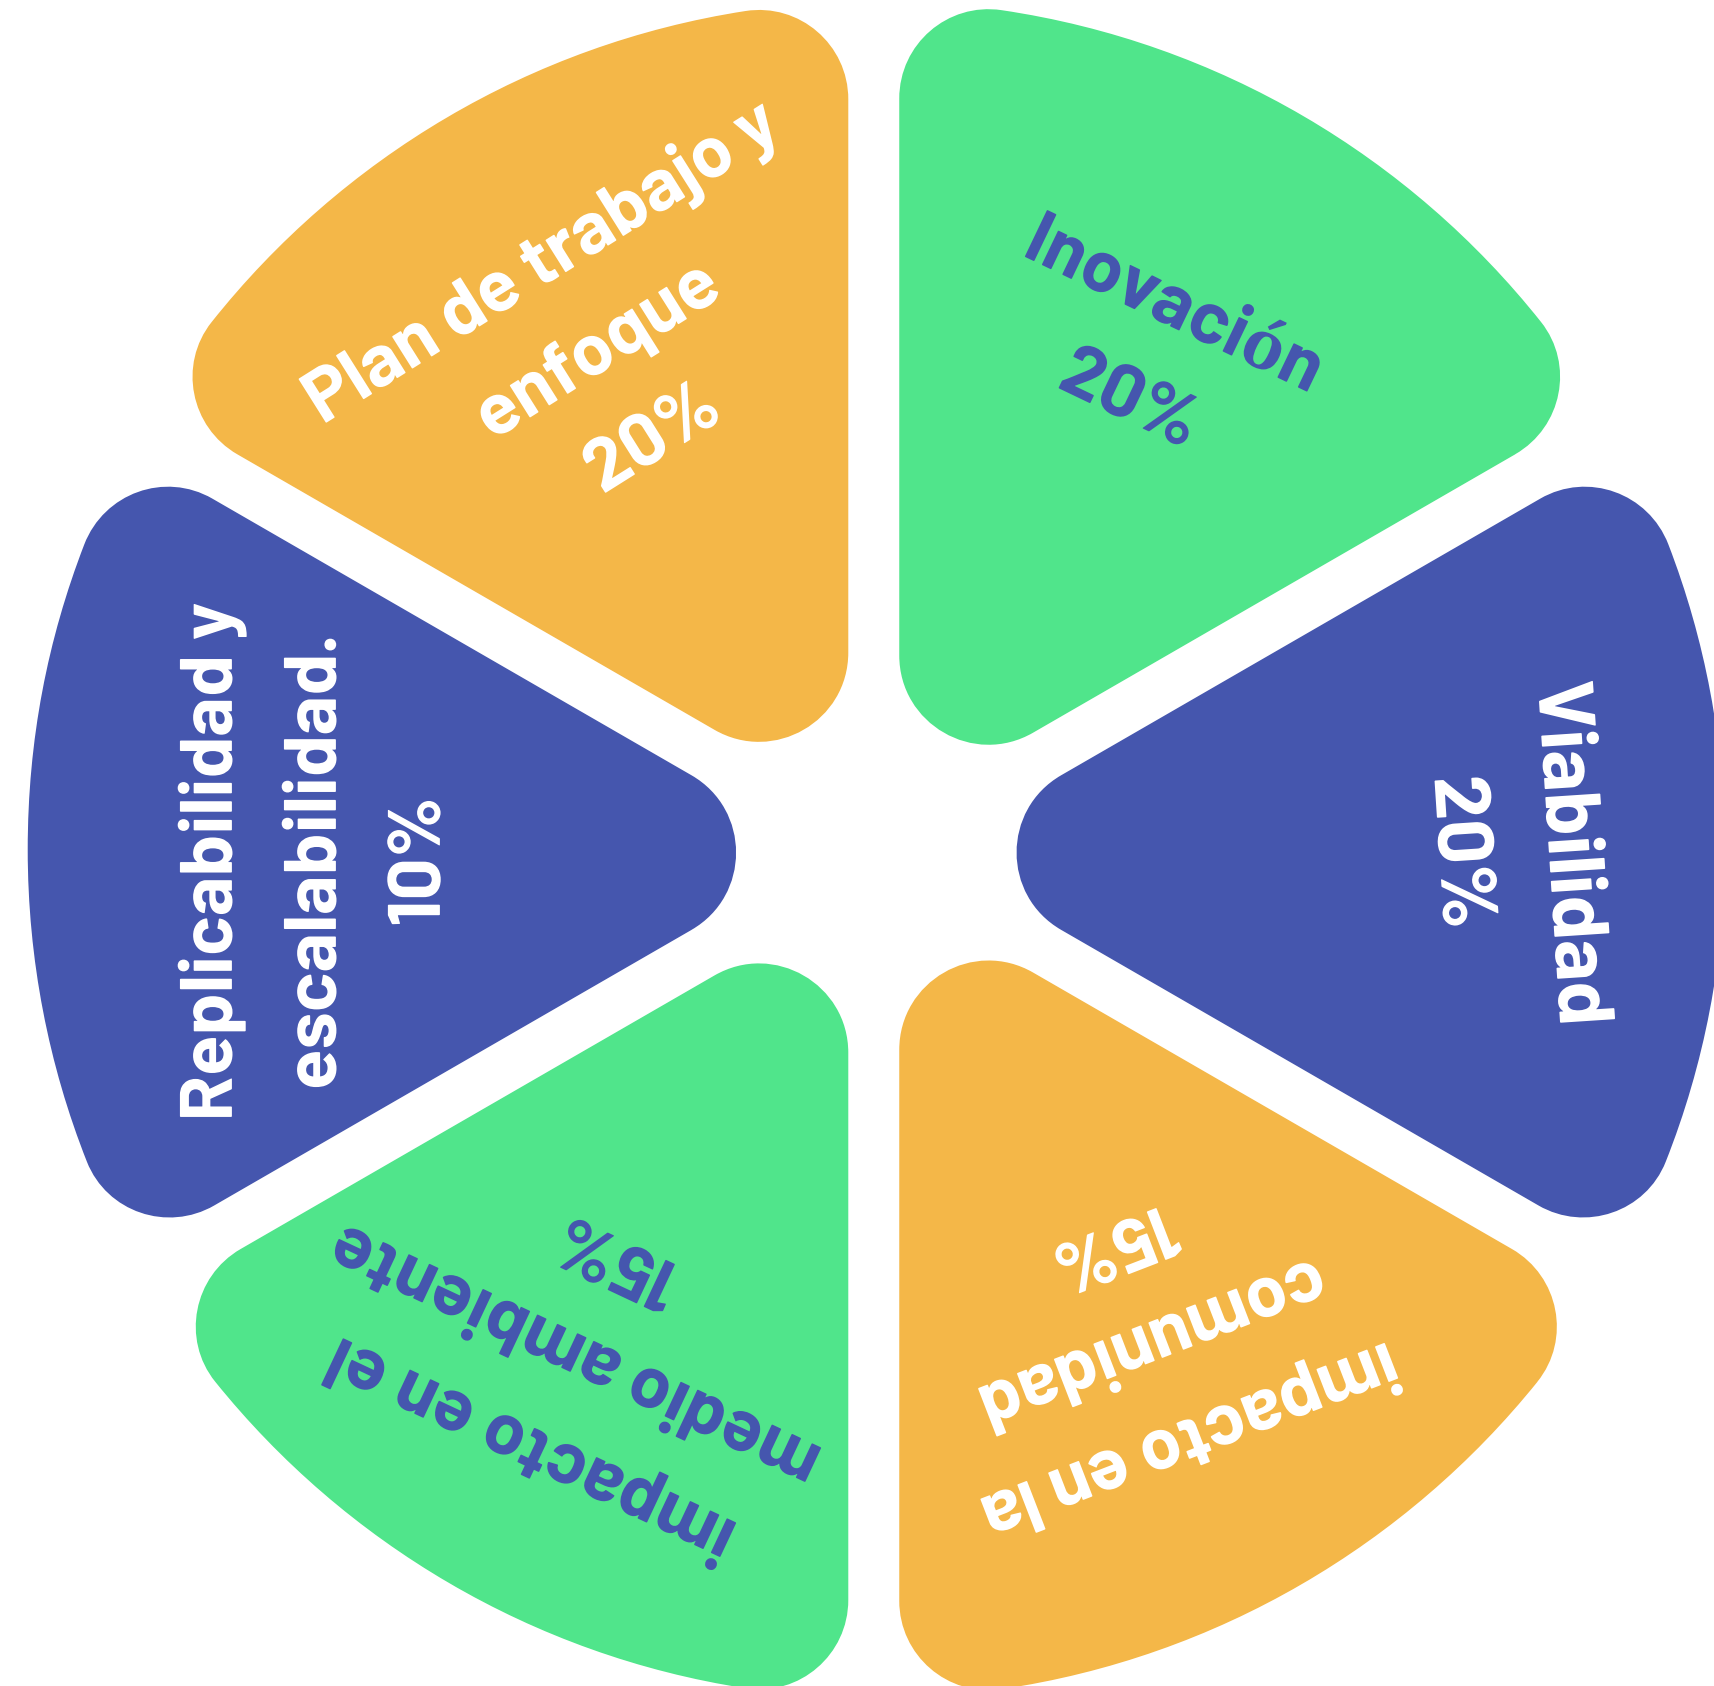 Plan de trabajo y
enfoque
20%
Inovación
20%
Viabilidad
20%
impacto en la
comunidad
15%
impacto en el
medio ambiente
15%
Replicabilidad y
escalabilidad.
10%